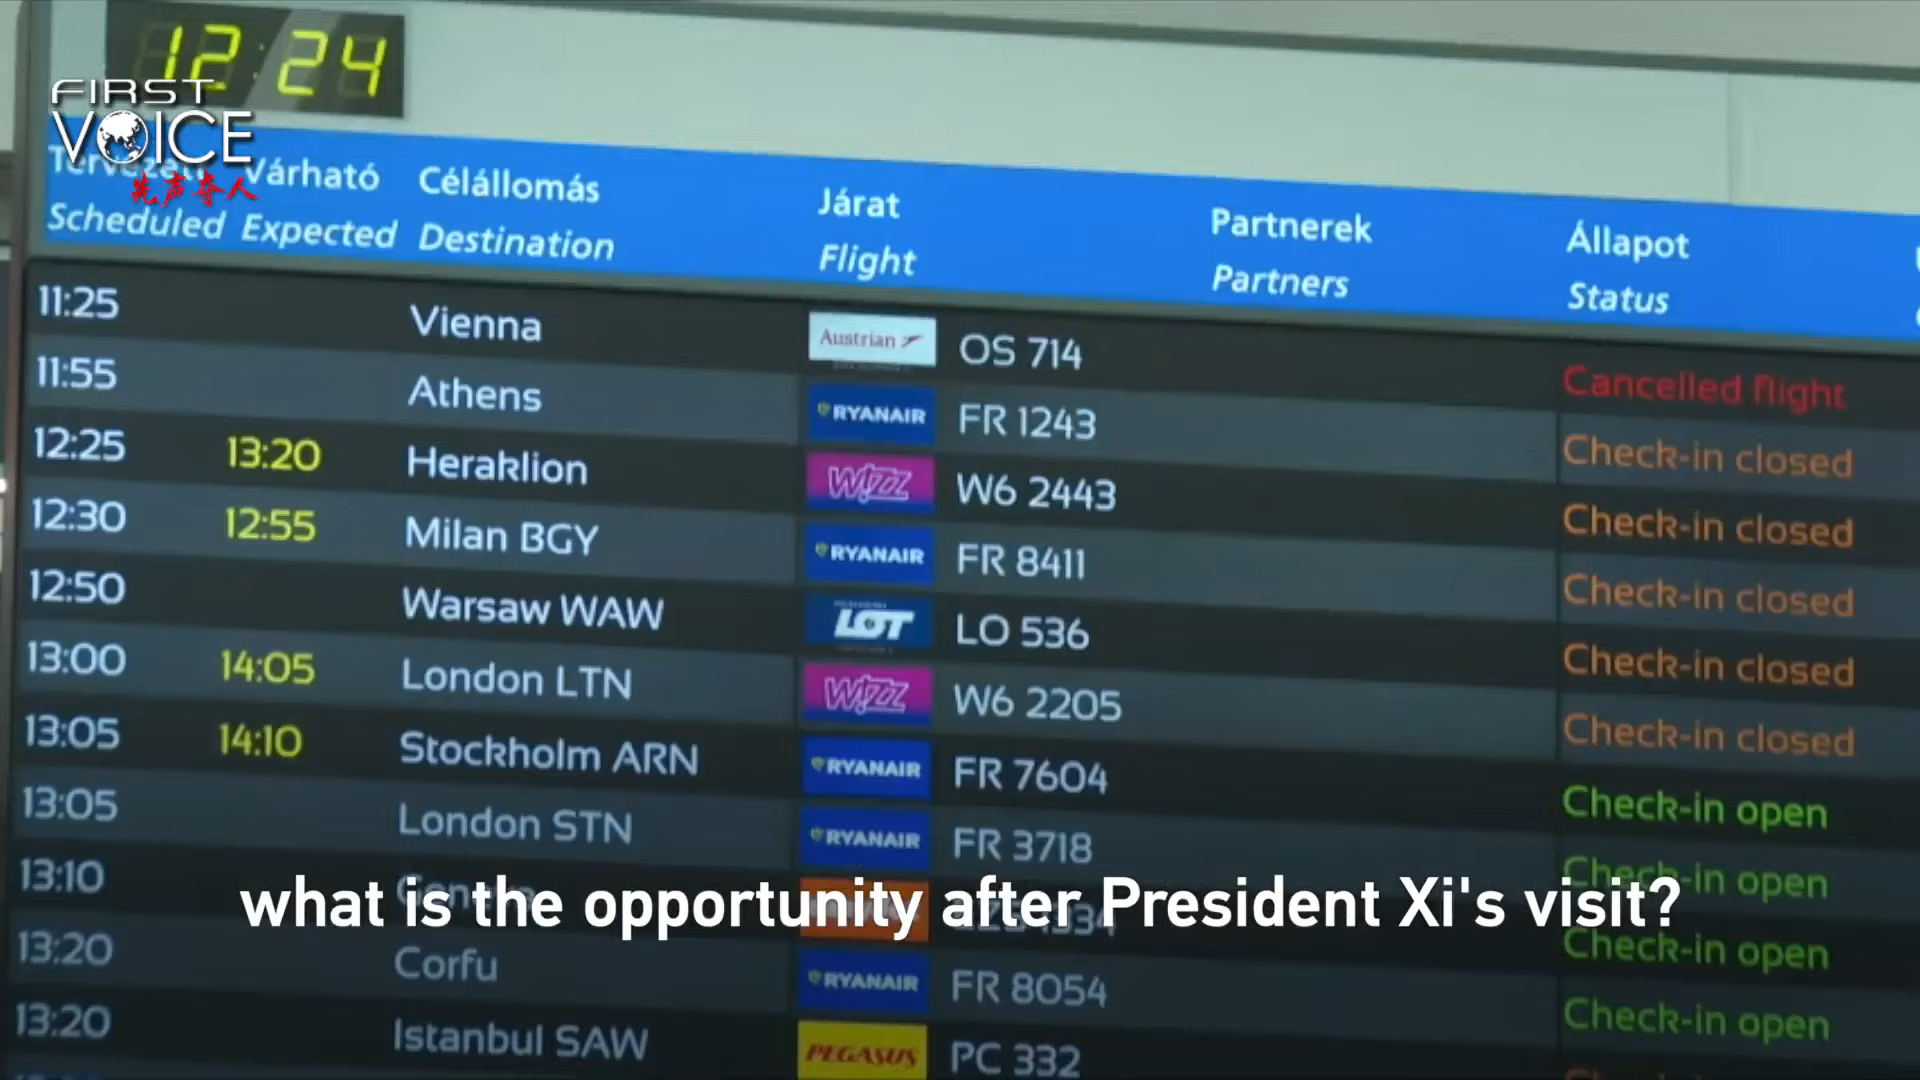 12:24
FIRST
VOICE
先声夺人
Várható Célállomás Járat Partnerek Állapot
Scheduled Expected Destination Flight Partners Status
11:25 Vienna Austrian OS 714 Cancelled flight
11:55 Athens RYANAIR FR 1243 Check-in closed
12:25 13:20 Heraklion Wizz W6 2443 Check-in closed
12:30 12:55 Milan BGY RYANAIR FR 8411 Check-in closed
12:50 Warsaw WAW LOT LO 536 Check-in closed
13:00 14:05 London LTN Wizz W6 2205 Check-in closed
13:05 14:10 Stockholm ARN RYANAIR FR 7604 Check-in open
13:05 London STN RYANAIR FR 3718 Check-in open
13:10 Check-in open
what is the opportunity after President Xi's visit?
13:20 Corfu RYANAIR FR 8054 Check-in open
13:20 Istanbul SAW PEGASUS PC 332